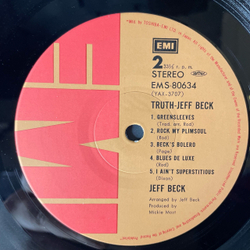 EMI
EMI
2 33⅓ r.p.m.
STEREO
EMS-80634
(YAX-3707)
TRUTH-JEFF BECK
1. GREENSLEEVES
(Trad. arr. Rod)
2. ROCK MY PLIMSOUL
(Rod)
3. BECK'S BOLERO
(Page)
4. BLUES DE LUXE
(Rod)
5. I AIN'T SUPERSTITIOUS
(Dixon)
JEFF BECK
Arranged by Jeff Beck
Produced by
Mickie Most